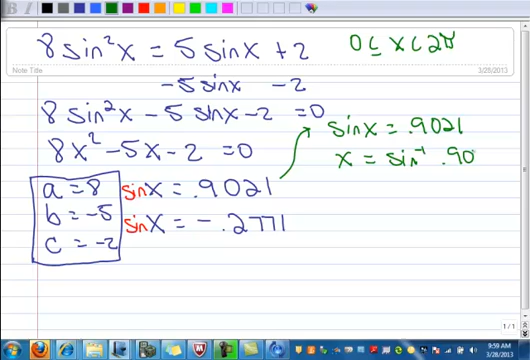 8 sin²x = 5 sinx + 2
0 ≤ x < 2π
Note Title
3/28/2013
-5 sinx - 2
8 sin²x - 5 sinx - 2 = 0
8x² - 5x - 2 = 0
a = 8
b = -5
c = -2
sinx = .9021
sinx = -.2771
sinx = .9021
x = sin⁻¹ .90
1/1
9:59 AM
3/28/2013